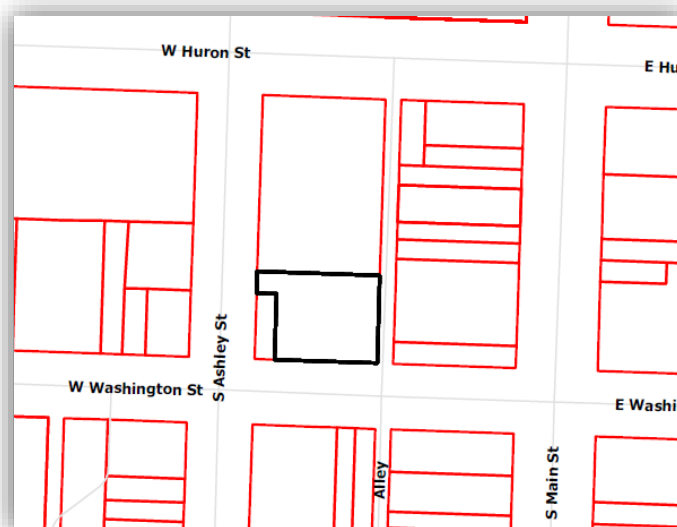 W Huron St
E Hu
S Ashley St
W Washington St
E Washi
Alley
S Main St